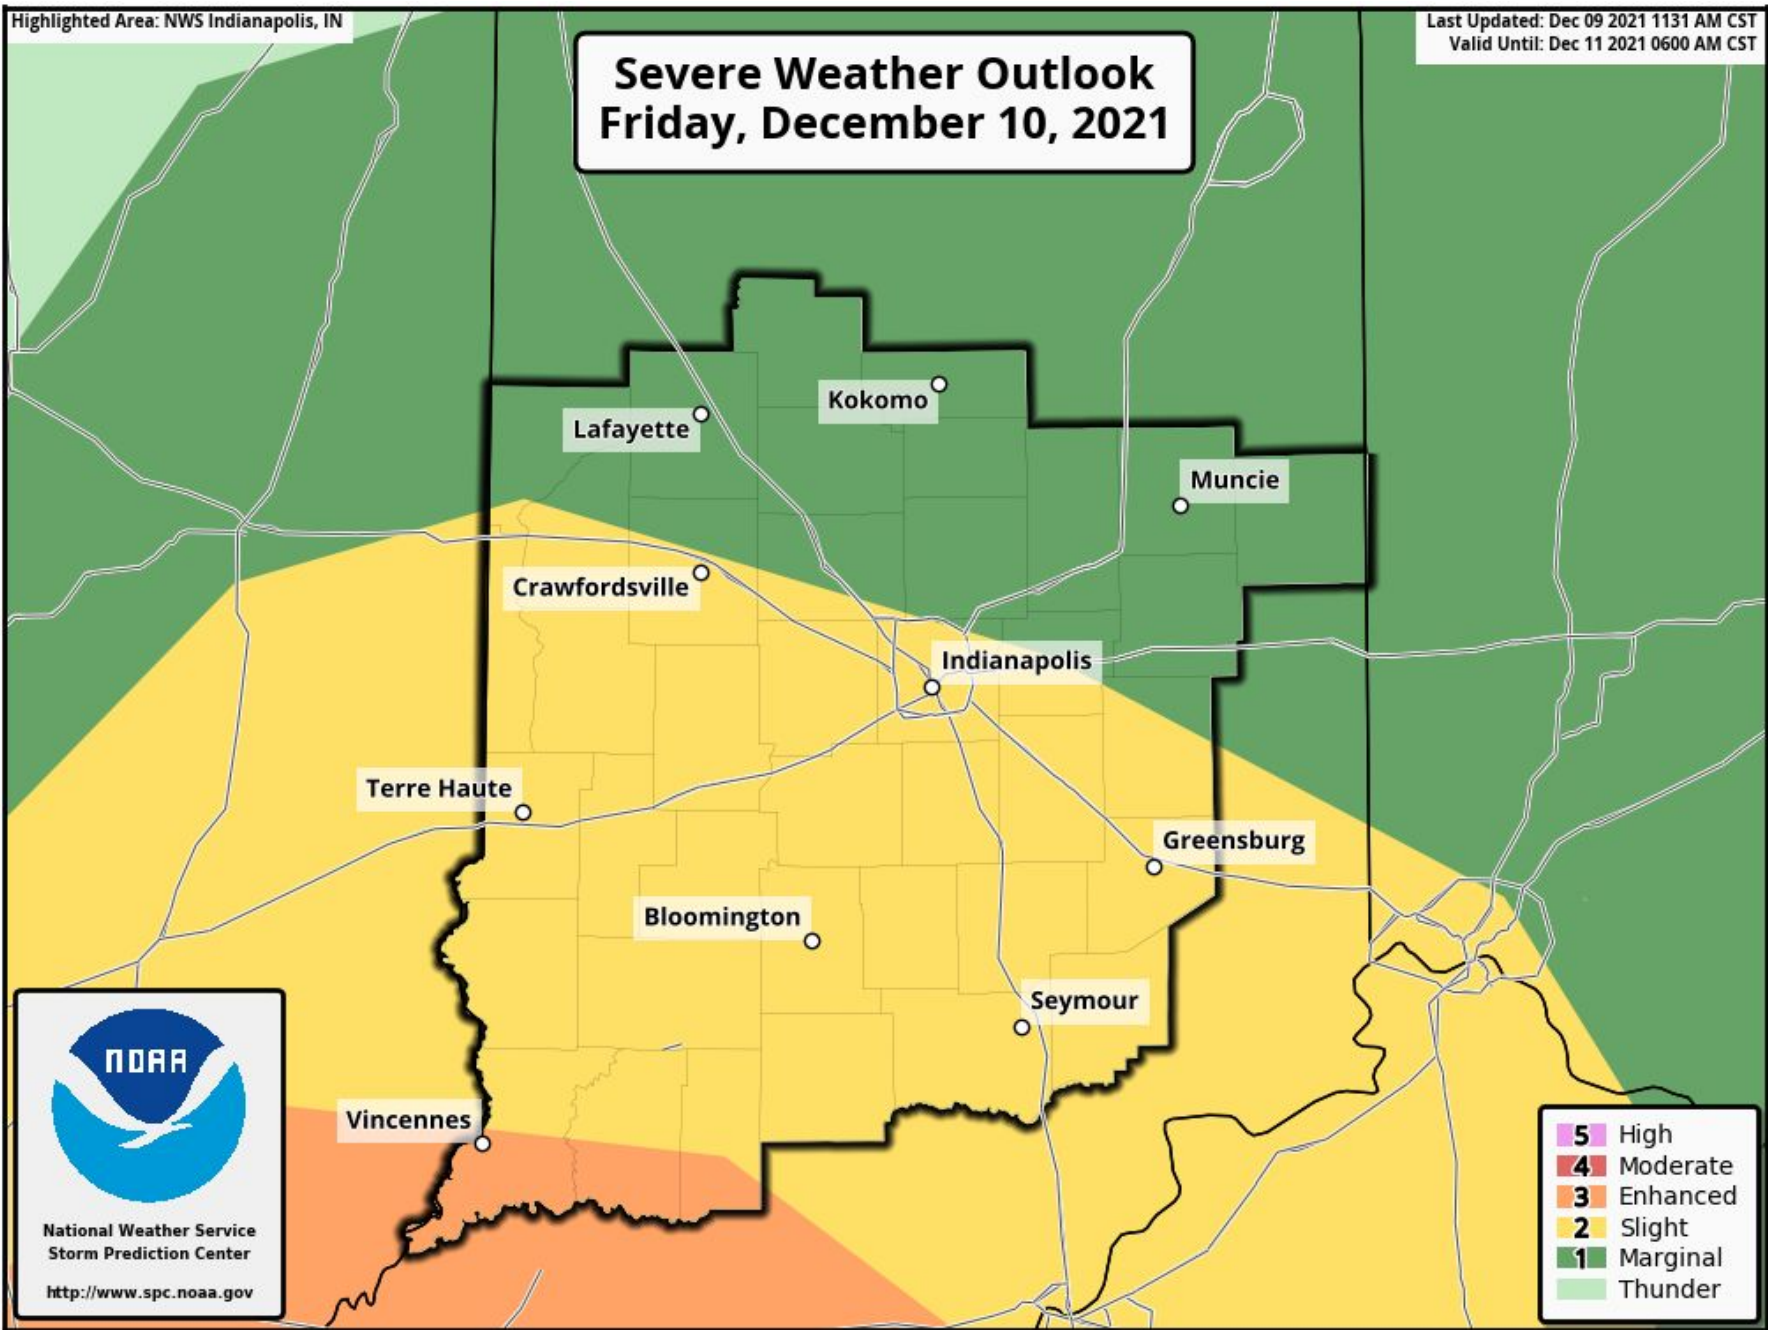 Highlighted Area: NWS Indianapolis, IN
Last Updated: Dec 09 2021 1131 AM CST
Valid Until: Dec 11 2021 0600 AM CST
Severe Weather Outlook
Friday, December 10, 2021
Kokomo
Lafayette
Muncie
Crawfordsville
Indianapolis
Terre Haute
Greensburg
Bloomington
Seymour
Vincennes
NOAA
National Weather Service
Storm Prediction Center
http://www.spc.noaa.gov
5 High
4 Moderate
3 Enhanced
2 Slight
1 Marginal
Thunder